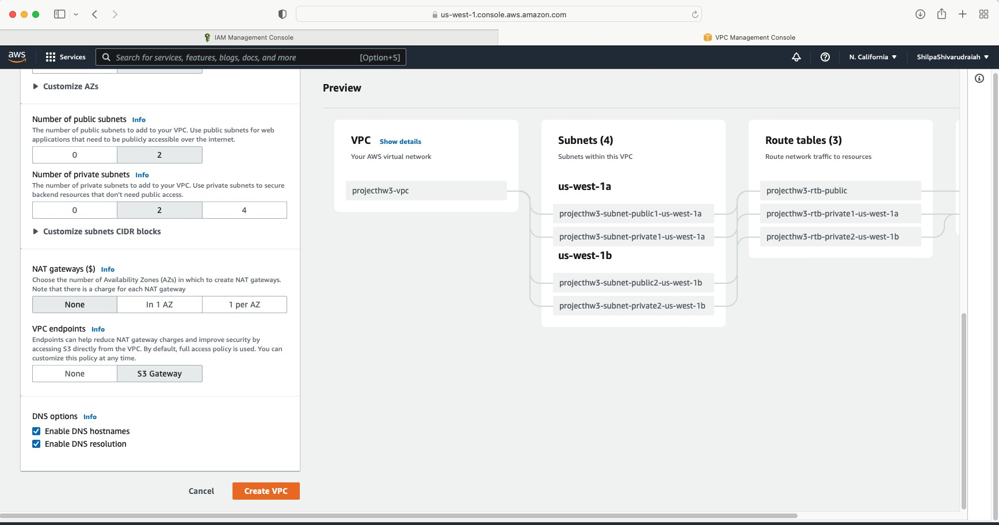 us-west-1.console.aws.amazon.com
IAM Management Console
VPC Management Console
aws
Services
Search for services, features, blogs, docs, and more
[Option+S]
N. California
ShilpaShivarudraiah
Customize AZs
Number of public subnets Info
The number of public subnets to add to your VPC. Use public subnets for web
applications that need to be publicly accessible over the internet.
0
2
Number of private subnets Info
The number of private subnets to add to your VPC. Use private subnets to secure
backend resources that don't need public access.
0
2
4
Customize subnets CIDR blocks
NAT gateways ($) Info
Choose the number of Availability Zones (AZs) in which to create NAT gateways.
Note that there is a charge for each NAT gateway
None
In 1 AZ
1 per AZ
VPC endpoints Info
Endpoints can help reduce NAT gateway charges and improve security by
accessing S3 directly from the VPC. By default, full access policy is used. You can
customize this policy at any time.
None
S3 Gateway
DNS options Info
Enable DNS hostnames
Enable DNS resolution
Cancel
Create VPC
Preview
VPC Show details
Your AWS virtual network
projecthw3-vpc
Subnets (4)
Subnets within this VPC
us-west-1a
projecthw3-subnet-public1-us-west-1a
projecthw3-subnet-private1-us-west-1a
us-west-1b
projecthw3-subnet-public2-us-west-1b
projecthw3-subnet-private2-us-west-1b
Route tables (3)
Route network traffic to resources
projecthw3-rtb-public
projecthw3-rtb-private1-us-west-1a
projecthw3-rtb-private2-us-west-1b